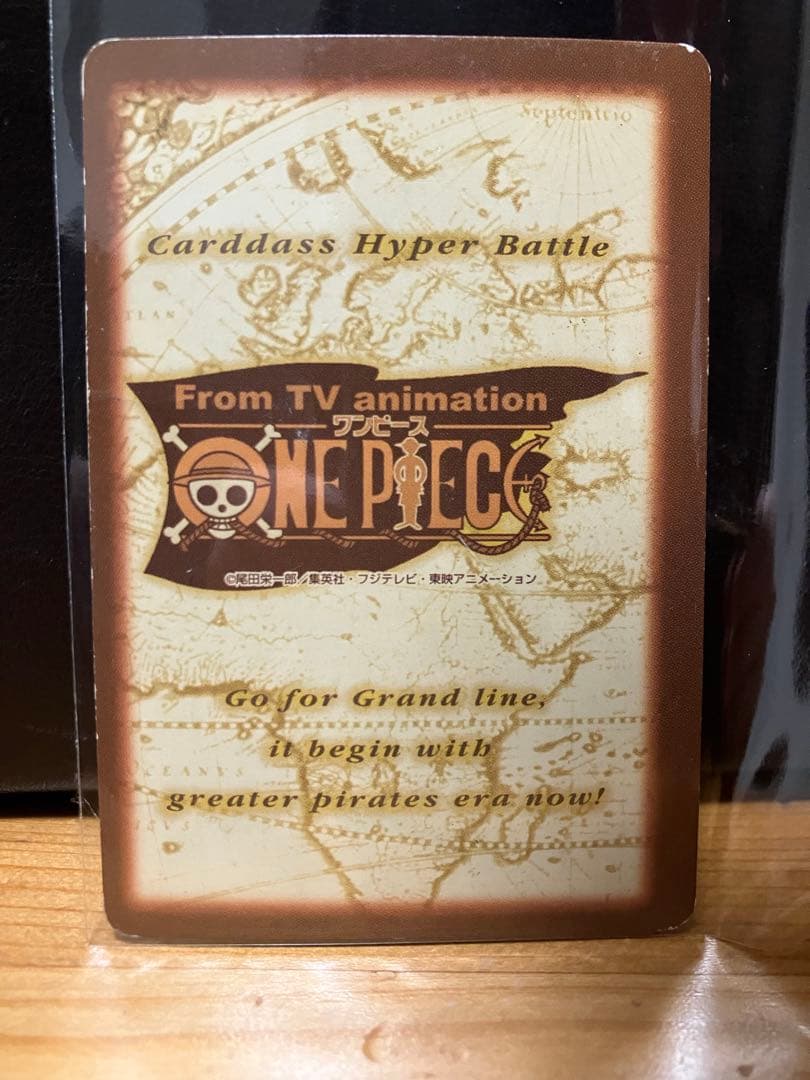 Septentrio
Carddass Hyper Battle
From TV animation
ワンピース
ONE PIECE
©尾田栄一郎／集英社・フジテレビ・東映アニメーション
Go for Grand line,
it begin with
greater pirates era now!